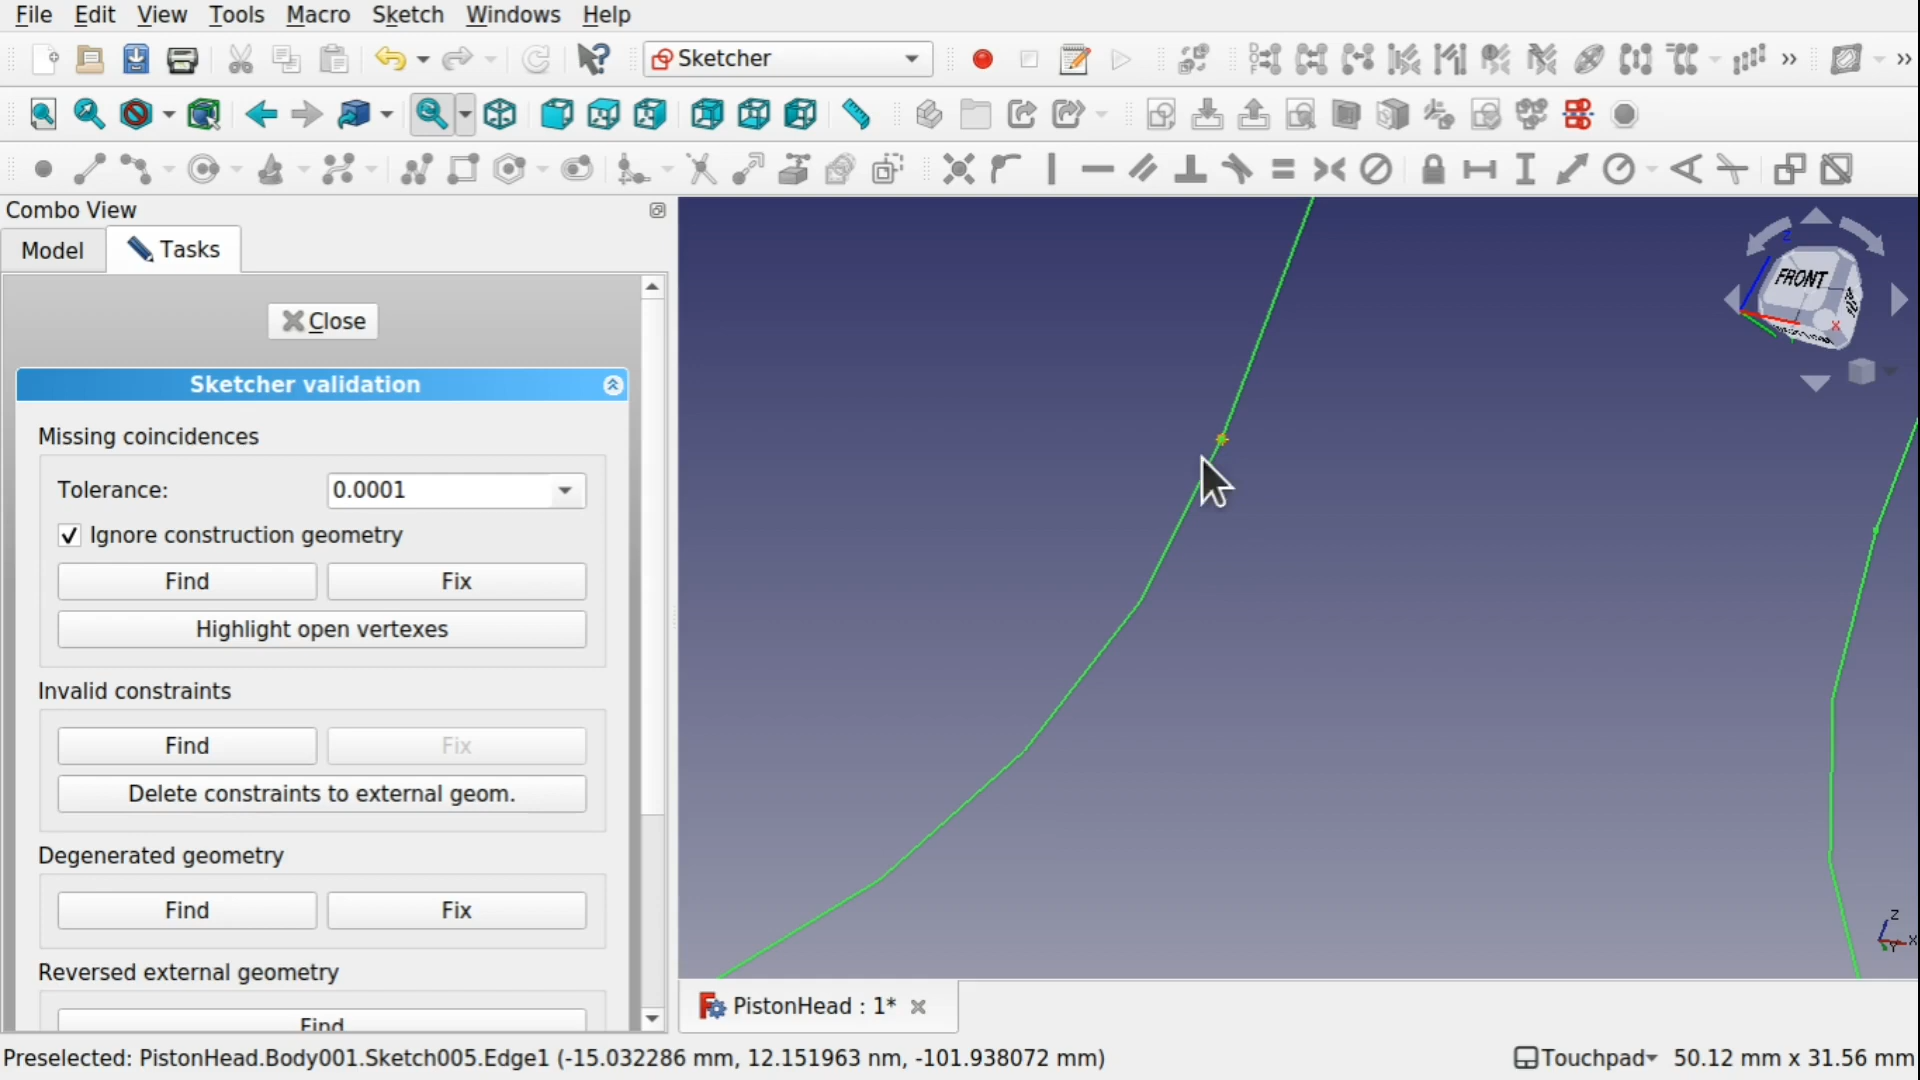 File Edit View Tools Macro Sketch Windows Help
Sketcher
Combo View
Model Tasks
Close
Sketcher validation
Missing coincidences
Tolerance: 0.0001
Ignore construction geometry
Find Fix
Highlight open vertexes
Invalid constraints
Find Fix
Delete constraints to external geom.
Degenerated geometry
Find Fix
Reversed external geometry
Find
Z
FRONT
X
Z
Y X
PistonHead : 1*
Preselected: PistonHead.Body001.Sketch005.Edge1 (-15.032286 mm, 12.151963 nm, -101.938072 mm)
Touchpad 50.12 mm x 31.56 mm